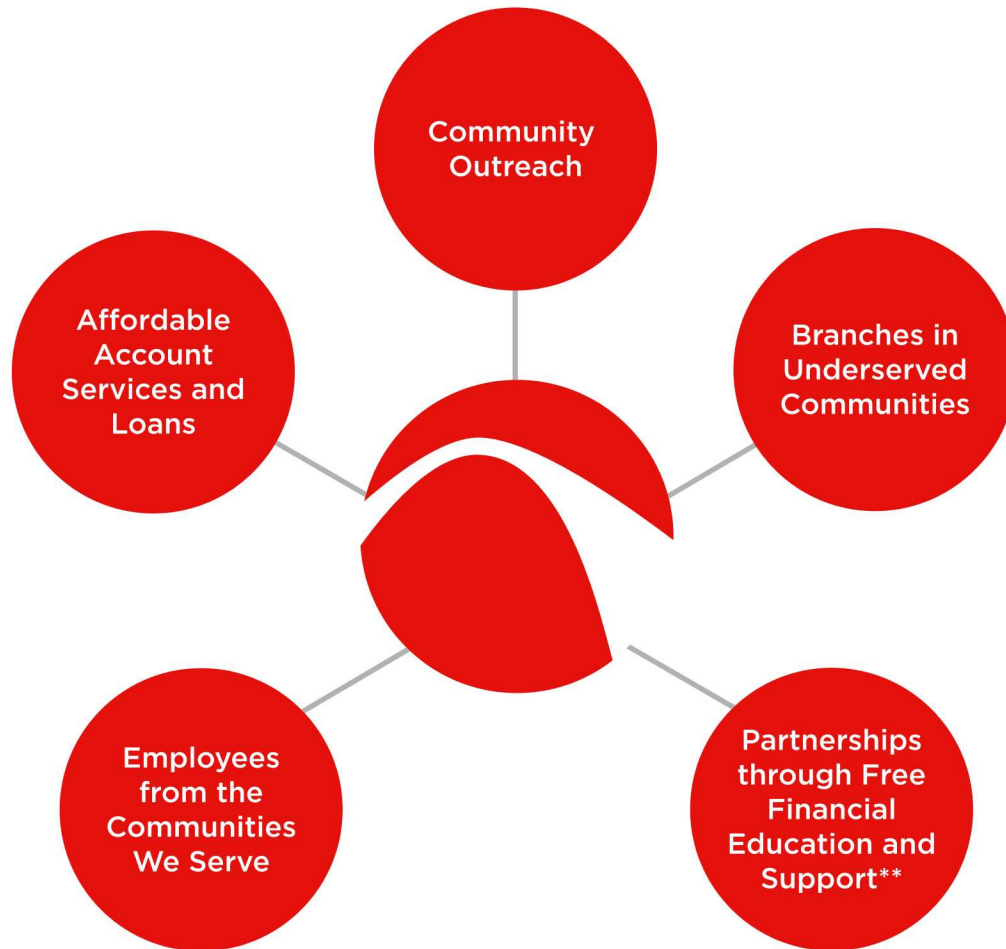 Community
Outreach
Affordable
Account
Services and
Loans
Branches in
Underserved
Communities
Employees
from the
Communities
We Serve
Partnerships
through Free
Financial
Education and
Support**